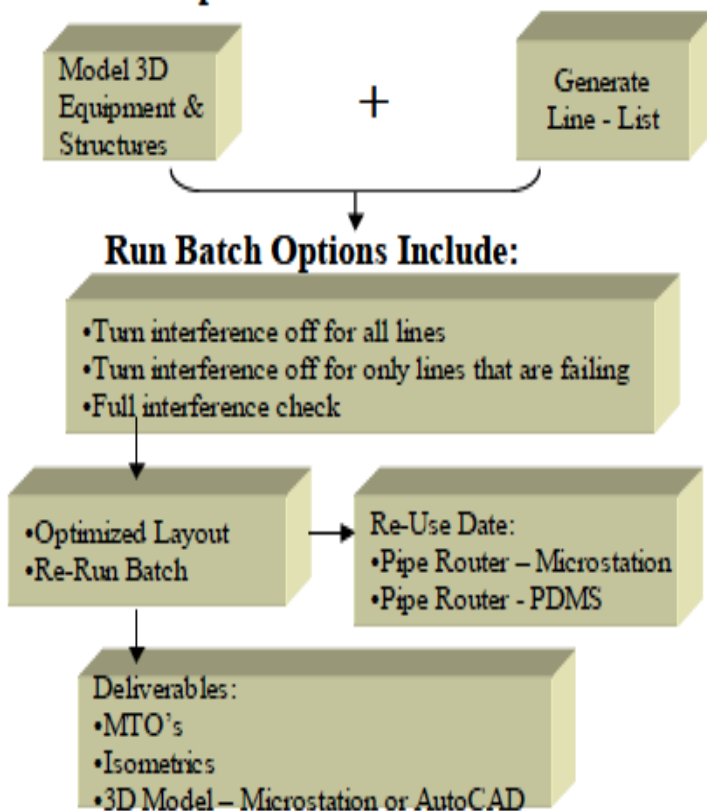 Model 3D
Equipment &
Structures
+
Generate
Line - List
Run Batch Options Include:
•Turn interference off for all lines
•Turn interference off for only lines that are failing
•Full interference check
•Optimized Layout
•Re-Run Batch
Re-Use Date:
•Pipe Router – Microstation
•Pipe Router - PDMS
Deliverables:
•MTO's
•Isometrics
•3D Model – Microstation or AutoCAD